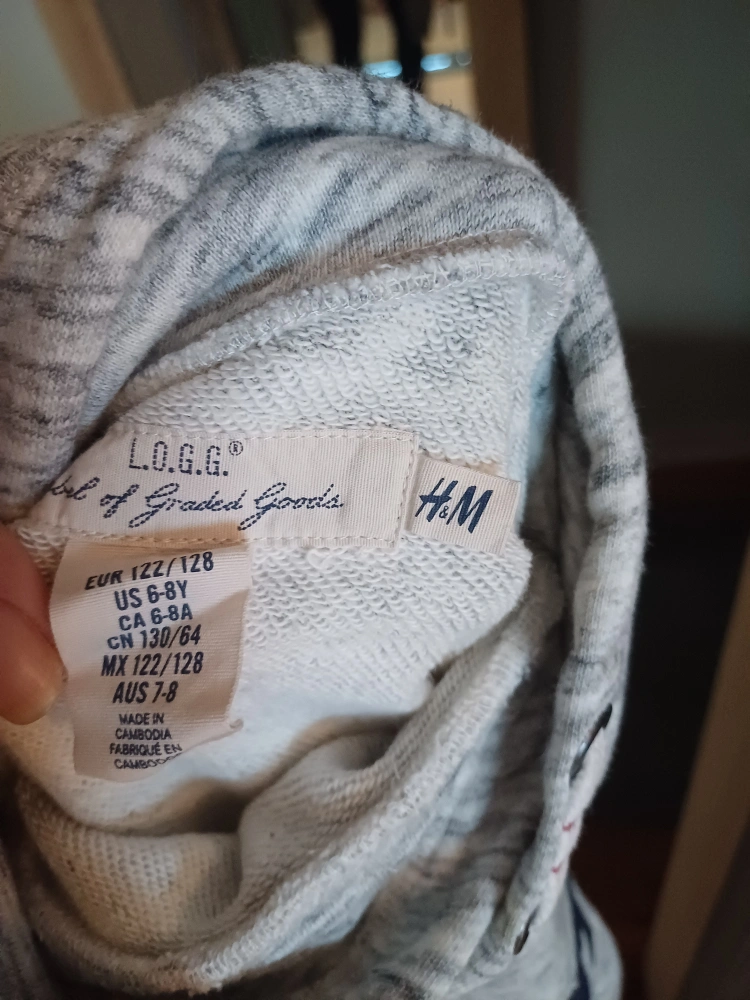 L.O.G.G.®
of Graded Goods
H&M
EUR 122/128
US 6-8Y
CA 6-8A
CN 130/64
MX 122/128
AUS 7-8
MADE IN
CAMBODIA
FABRIQUÉ EN